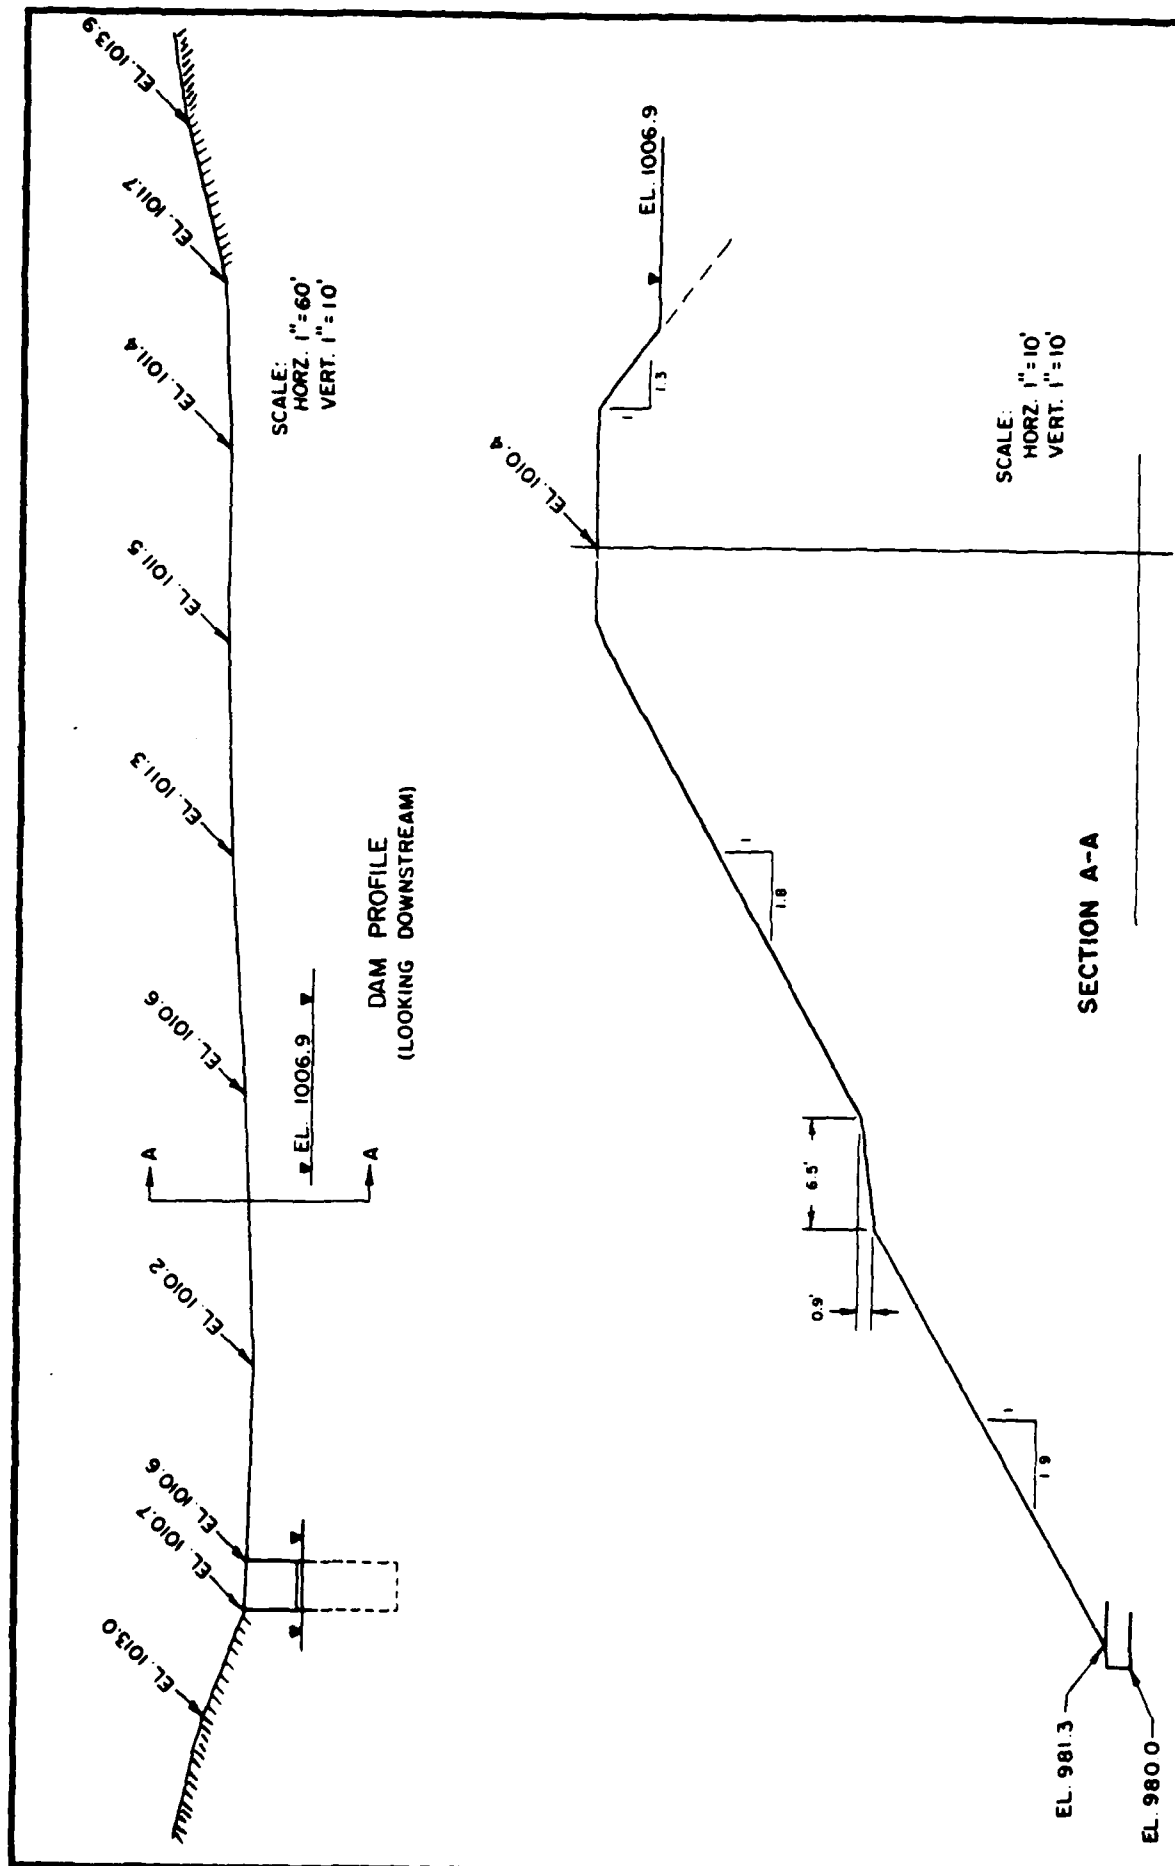 EL. 1013.0
EL. 1010.7
EL. 1010.6
EL. 1010.2
EL. 1010.6
EL. 1011.3
EL. 1011.5
EL. 1011.4
EL. 1011.7
EL. 1013.9
A
A
EL. 1006.9
SCALE:
HORZ. 1"=60'
VERT. 1"=10'
DAM PROFILE
(LOOKING DOWNSTREAM)
EL. 1010.4
EL. 1006.9
1
1.3
1
1.8
6.5'
0.9'
1
1.9
EL. 981.3
EL. 980.0
SCALE:
HORZ. 1"=10'
VERT. 1"=10'
SECTION A-A